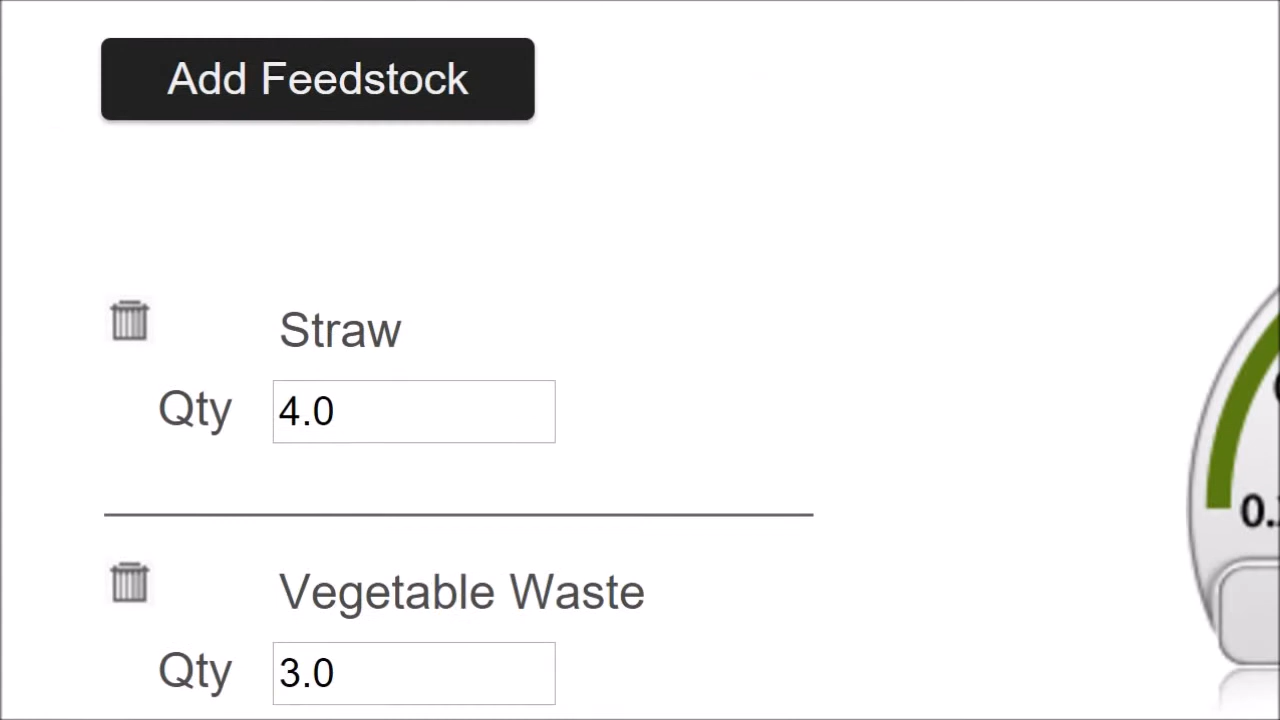 Add Feedstock
Straw
Qty 4.0
Vegetable Waste
Qty 3.0